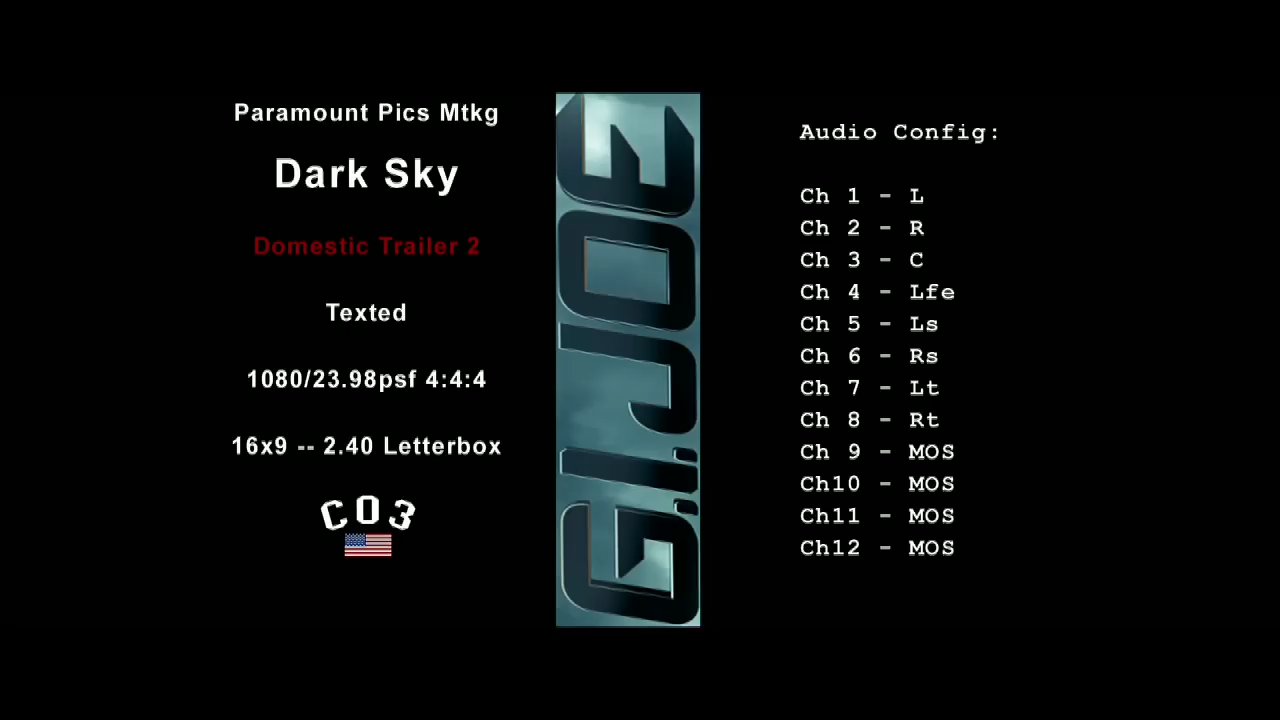 Paramount Pics Mtkg
Dark Sky
Domestic Trailer 2
Texted
1080/23.98psf 4:4:4
16x9 -- 2.40 Letterbox
CO3
G.I.JOE
Audio Config:
Ch 1 - L
Ch 2 - R
Ch 3 - C
Ch 4 - Lfe
Ch 5 - Ls
Ch 6 - Rs
Ch 7 - Lt
Ch 8 - Rt
Ch 9 - MOS
Ch10 - MOS
Ch11 - MOS
Ch12 - MOS